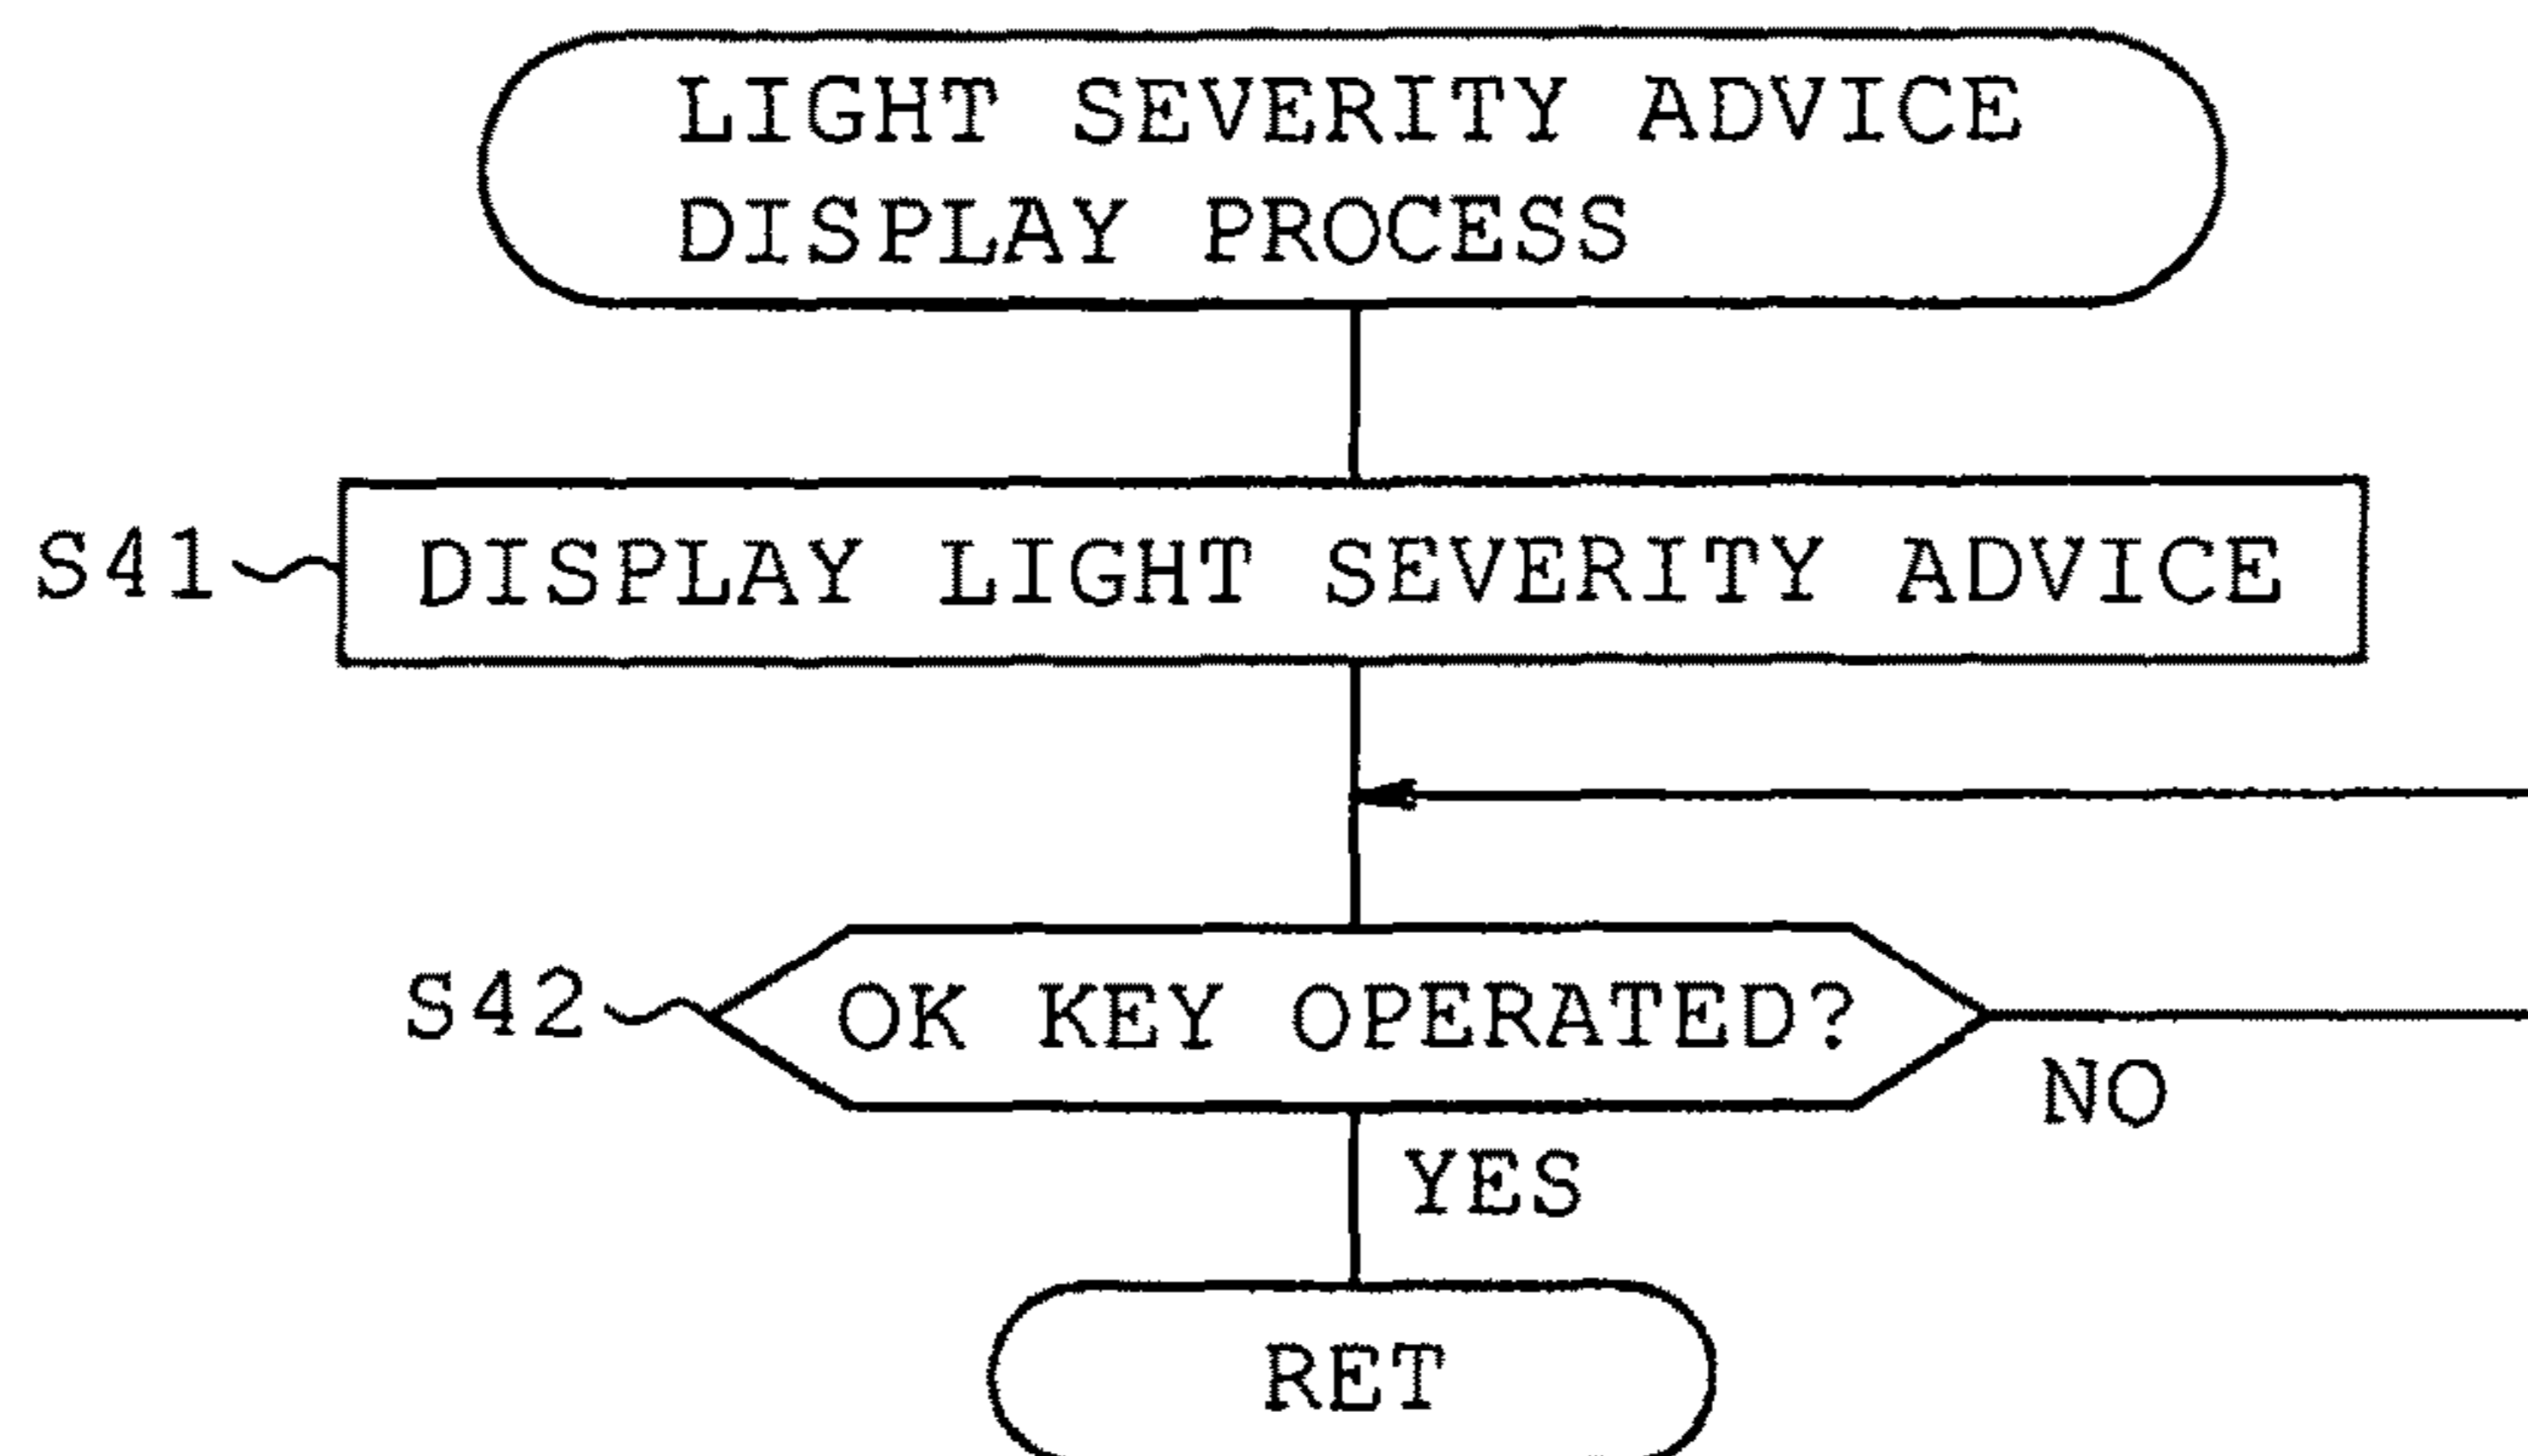 LIGHT SEVERITY ADVICE
DISPLAY PROCESS
S41
DISPLAY LIGHT SEVERITY ADVICE
S42
OK KEY OPERATED?
NO
YES
RET